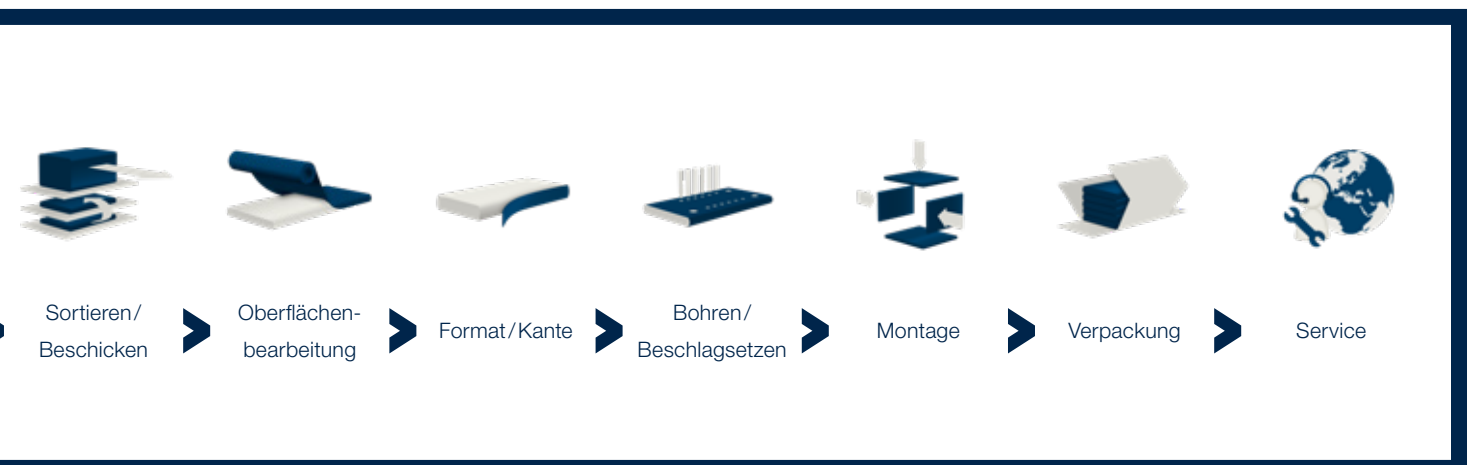 Sortieren/
Beschicken
Oberflächen-
bearbeitung
Format/Kante
Bohren/
Beschlagsetzen
Montage
Verpackung
Service